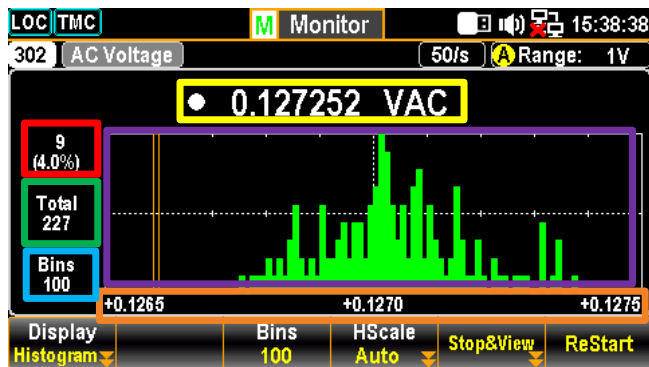 LOC TMC M Monitor 15:38:38
302 AC Voltage 50/s A Range: 1V
0.127252 VAC
9
(4.0%)
Total
227
Bins
100
+0.1265 +0.1270 +0.1275
Display Bins HScale Stop&View ReStart
Histogram 100 Auto